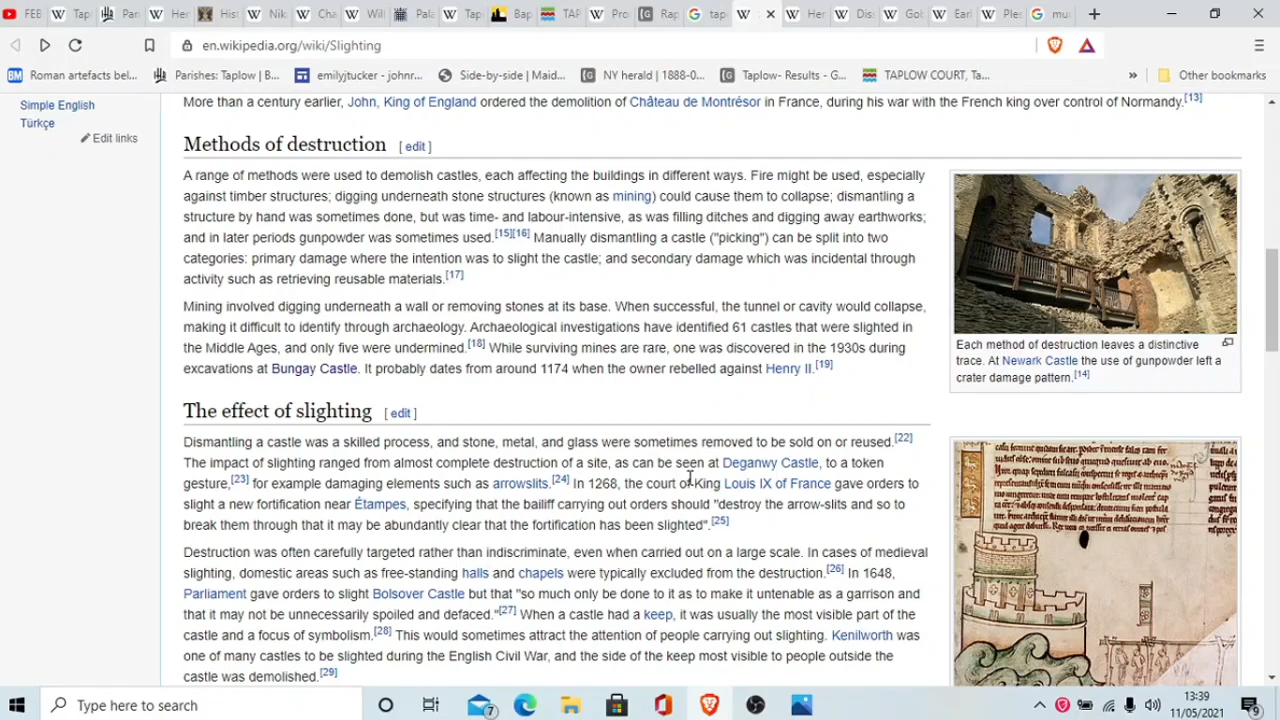 FEB
Tap
Par
Her
His
Nik
Cha
Will
Pala
Tap
Bap
TAP
Pro
Rap
tap
Her
Dis
Gol
Earl
Ples
mu
en.wikipedia.org/wiki/Slighting
Roman artefacts bel...
Parishes: Taplow | B...
emilyjtucker - johnr...
Side-by-side | Maid...
NY herald | 1888-0...
Taplow- Results - G...
TAPLOW COURT, Ta...
»
Other bookmarks
Simple English
Türkçe
Edit links
More than a century earlier, John, King of England ordered the demolition of Château de Montrésor in France, during his war with the French king over control of Normandy.[13]
Methods of destruction [ edit ]
A range of methods were used to demolish castles, each affecting the buildings in different ways. Fire might be used, especially
against timber structures; digging underneath stone structures (known as mining) could cause them to collapse; dismantling a
structure by hand was sometimes done, but was time- and labour-intensive, as was filling ditches and digging away earthworks;
and in later periods gunpowder was sometimes used.[15][16] Manually dismantling a castle ("picking") can be split into two
categories: primary damage where the intention was to slight the castle; and secondary damage which was incidental through
activity such as retrieving reusable materials.[17]
Mining involved digging underneath a wall or removing stones at its base. When successful, the tunnel or cavity would collapse,
making it difficult to identify through archaeology. Archaeological investigations have identified 61 castles that were slighted in
the Middle Ages, and only five were undermined.[18] While surviving mines are rare, one was discovered in the 1930s during
excavations at Bungay Castle. It probably dates from around 1174 when the owner rebelled against Henry II.[19]
Each method of destruction leaves a distinctive
trace. At Newark Castle the use of gunpowder left a
crater damage pattern.[14]
The effect of slighting [ edit ]
Dismantling a castle was a skilled process, and stone, metal, and glass were sometimes removed to be sold on or reused.[22]
The impact of slighting ranged from almost complete destruction of a site, as can be seen at Deganwy Castle, to a token
gesture,[23] for example damaging elements such as arrowslits.[24] In 1268, the court of King Louis IX of France gave orders to
slight a new fortification near Étampes, specifying that the bailiff carrying out orders should "destroy the arrow-slits and so to
break them through that it may be abundantly clear that the fortification has been slighted".[25]
Destruction was often carefully targeted rather than indiscriminate, even when carried out on a large scale. In cases of medieval
slighting, domestic areas such as free-standing halls and chapels were typically excluded from the destruction.[26] In 1648,
Parliament gave orders to slight Bolsover Castle but that "so much only be done to it as to make it untenable as a garrison and
that it may not be unnecessarily spoiled and defaced."[27] When a castle had a keep, it was usually the most visible part of the
castle and a focus of symbolism.[28] This would sometimes attract the attention of people carrying out slighting. Kenilworth was
one of many castles to be slighted during the English Civil War, and the side of the keep most visible to people outside the
castle was demolished.[29]
Type here to search
7
13:39
11/05/2021
9